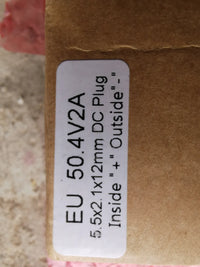 EU 50.4V2A
5.5x2.1x12mm DC Plug
Inside "+" Outside"-"